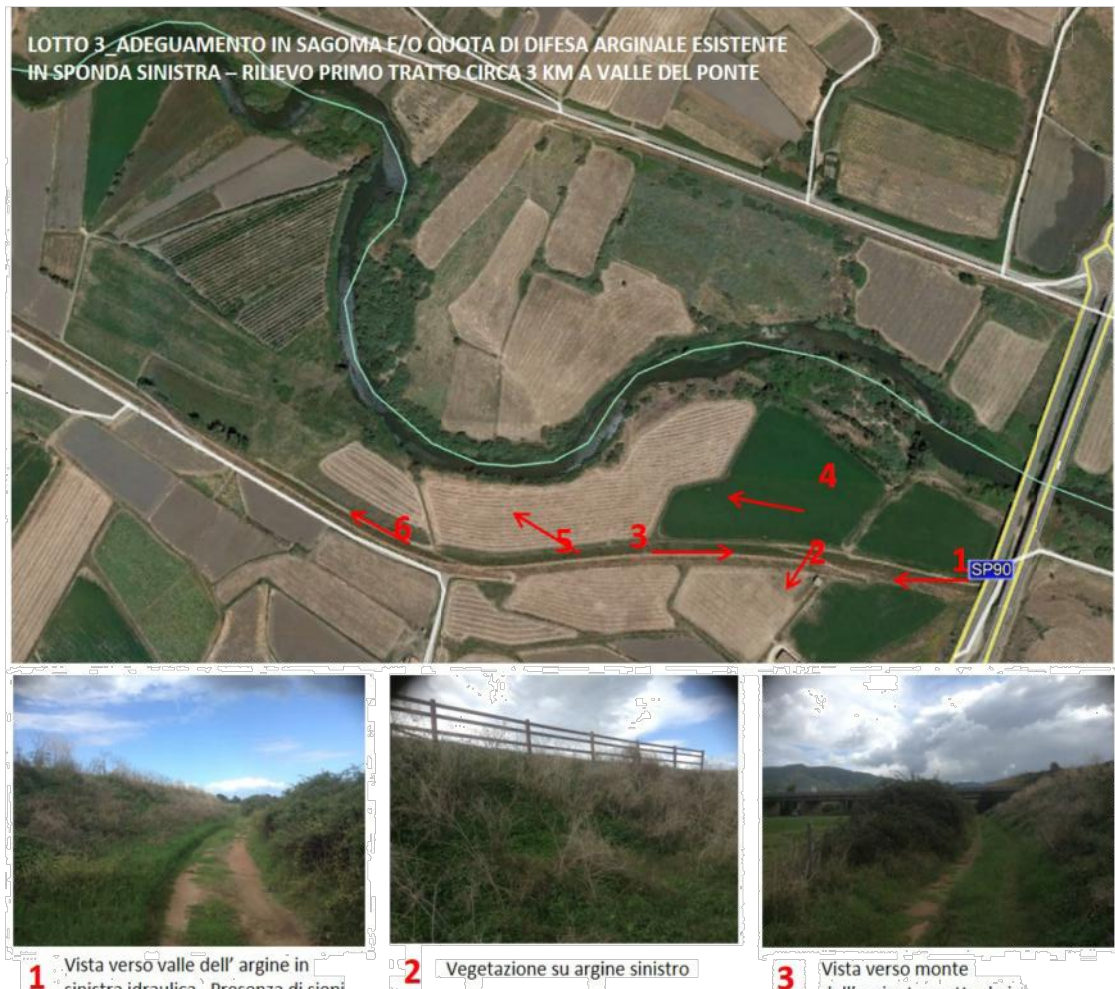 LOTTO 3_ADEGUAMENTO IN SAGOMA E/O QUOTA DI DIFESA ARGINALE ESISTENTE
IN SPONDA SINISTRA – RILIEVO PRIMO TRATTO CIRCA 3 KM A VALLE DEL PONTE
4
6
5
3
2
1
SP90
1 Vista verso valle dell' argine in
sinistra idraulica. Presenza di siepi
2 Vegetazione su argine sinistro
3 Vista verso monte